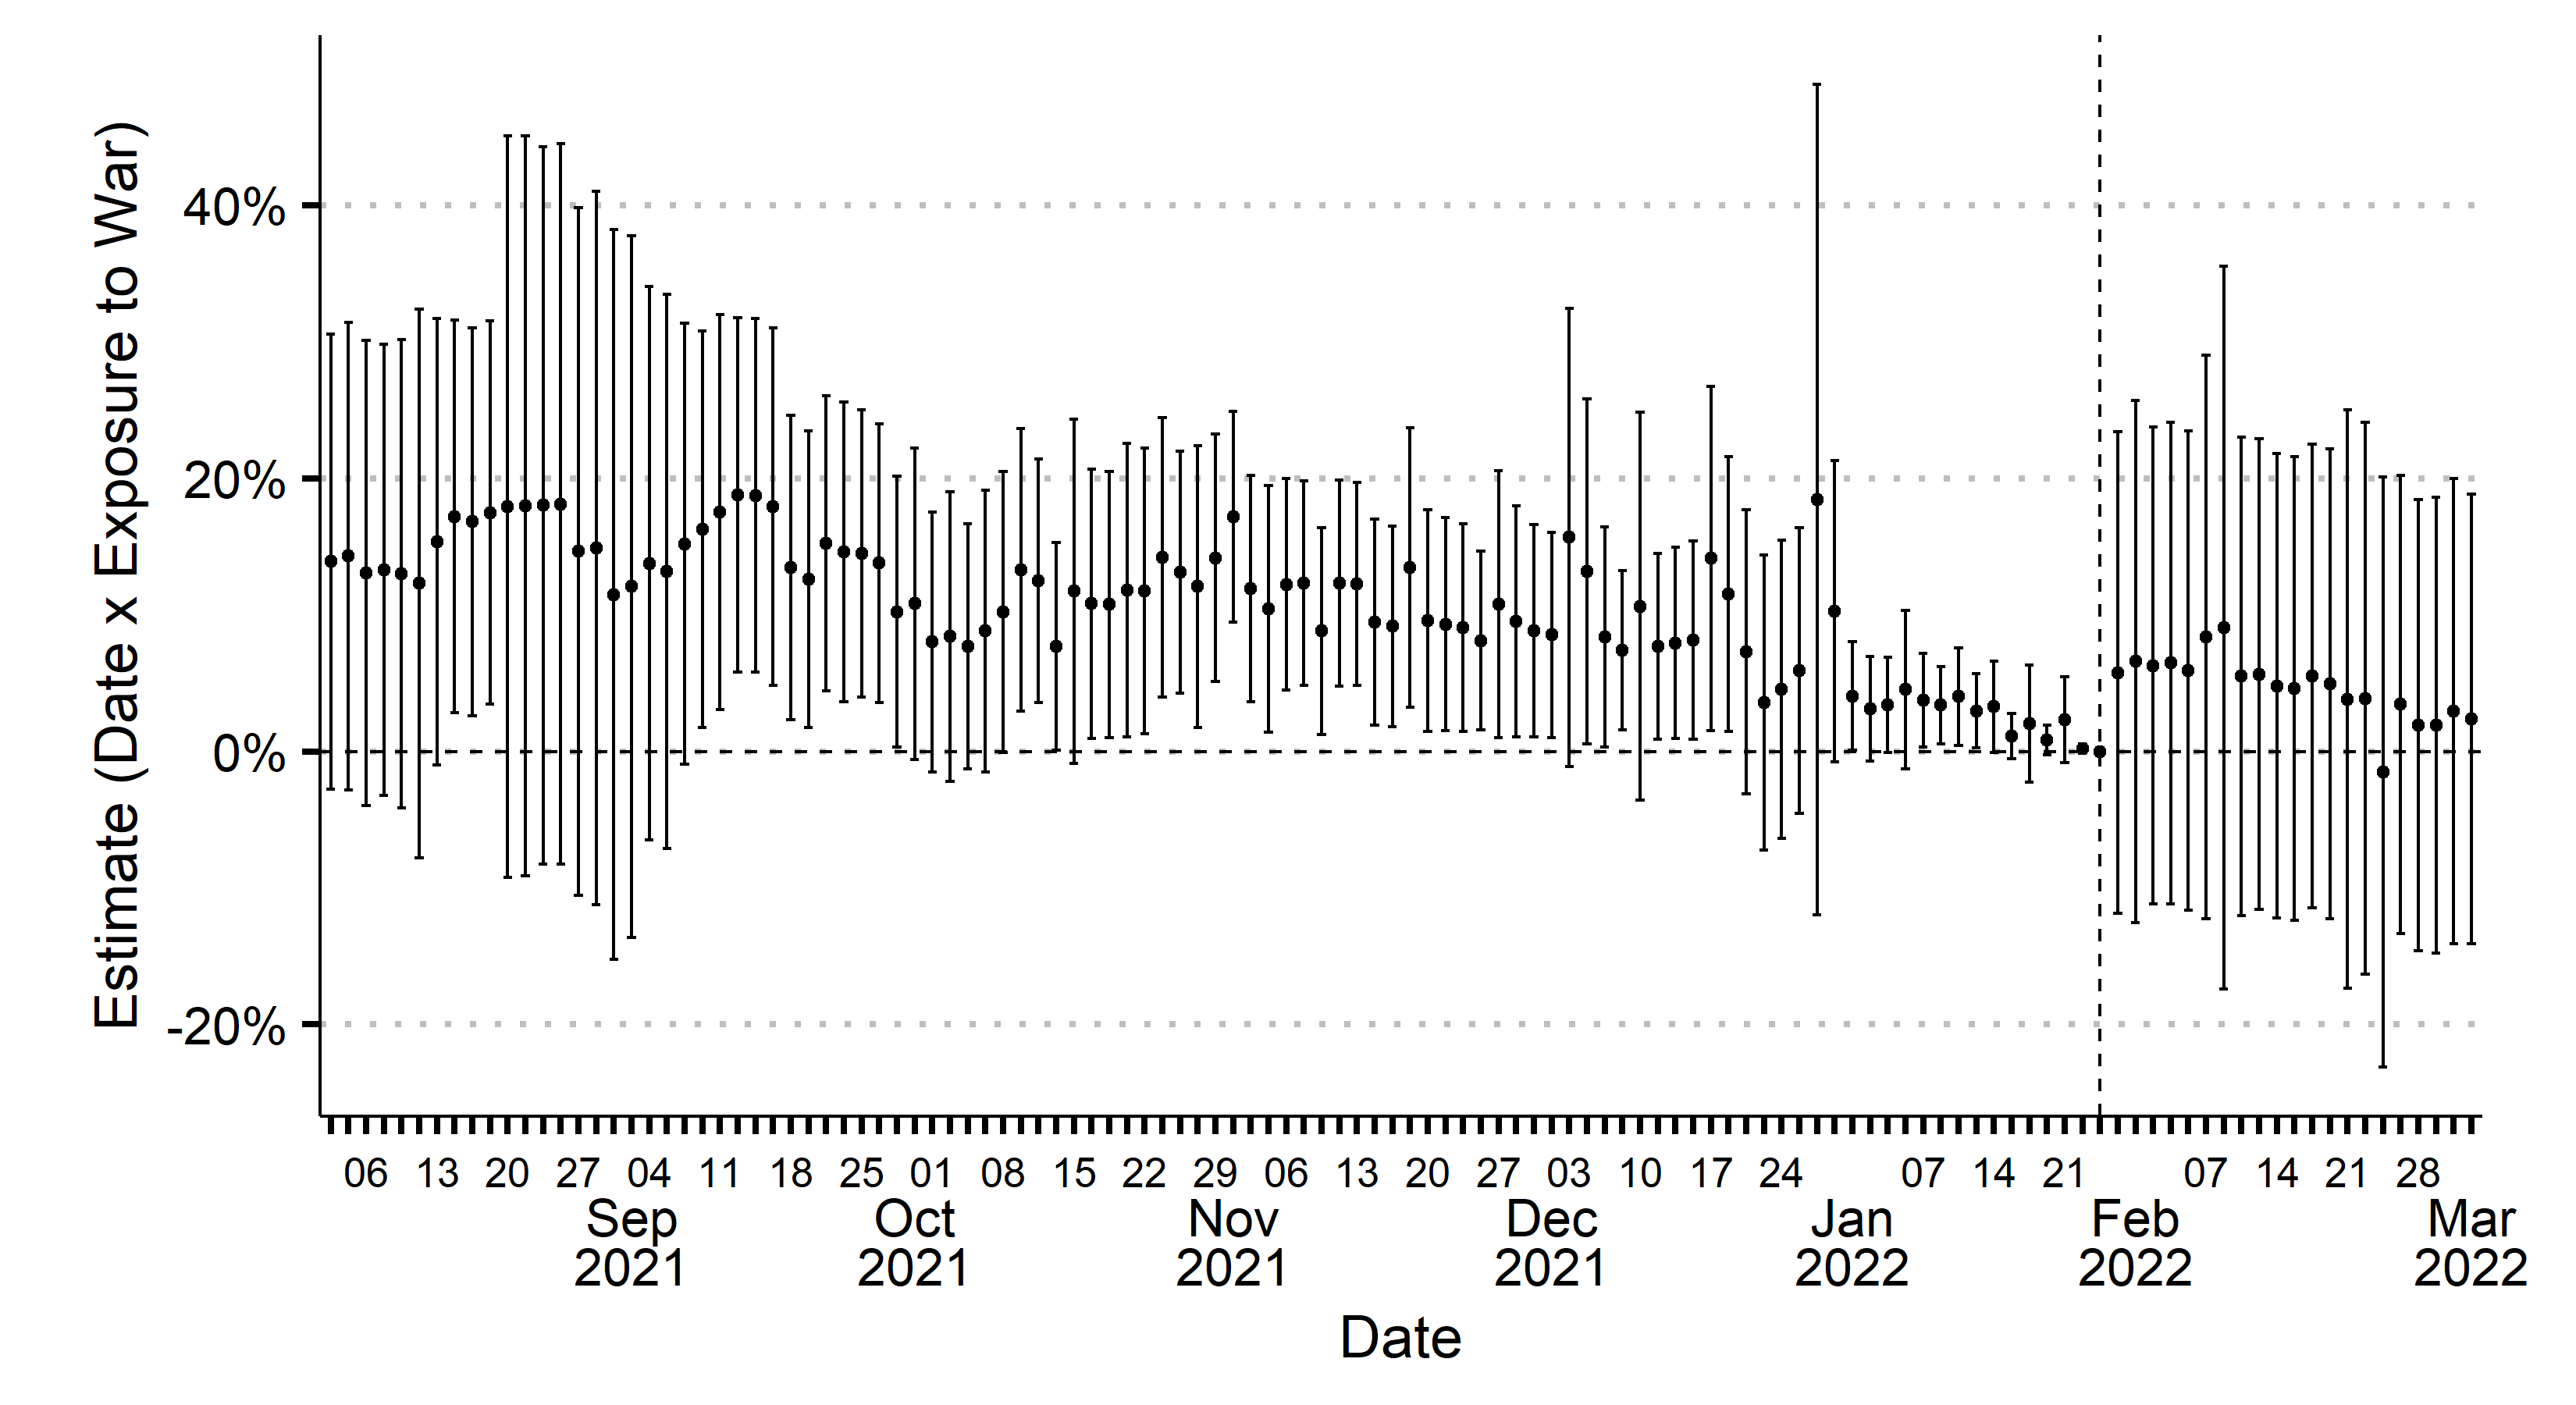 Estimate (Date x Exposure to War)
40%
20%
0%
-20%
06 13 20 27 04 11 18 25 01 08 15 22 29 06 13 20 27 03 10 17 24 07 14 21 07 14 21 28
Sep Oct Nov Dec Jan Feb Mar
2021 2021 2021 2021 2022 2022 2022
Date